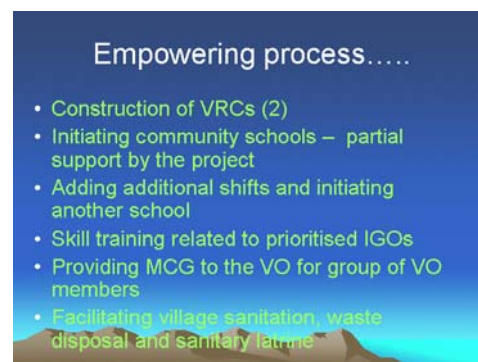 Empowering process…..
• Construction of VRCs (2)
• Initiating community schools – partial
support by the project
• Adding additional shifts and initiating
another school
• Skill training related to prioritised IGOs
• Providing MCG to the VO for group of VO
members
• Facilitating village sanitation, waste
disposal and sanitary latrine